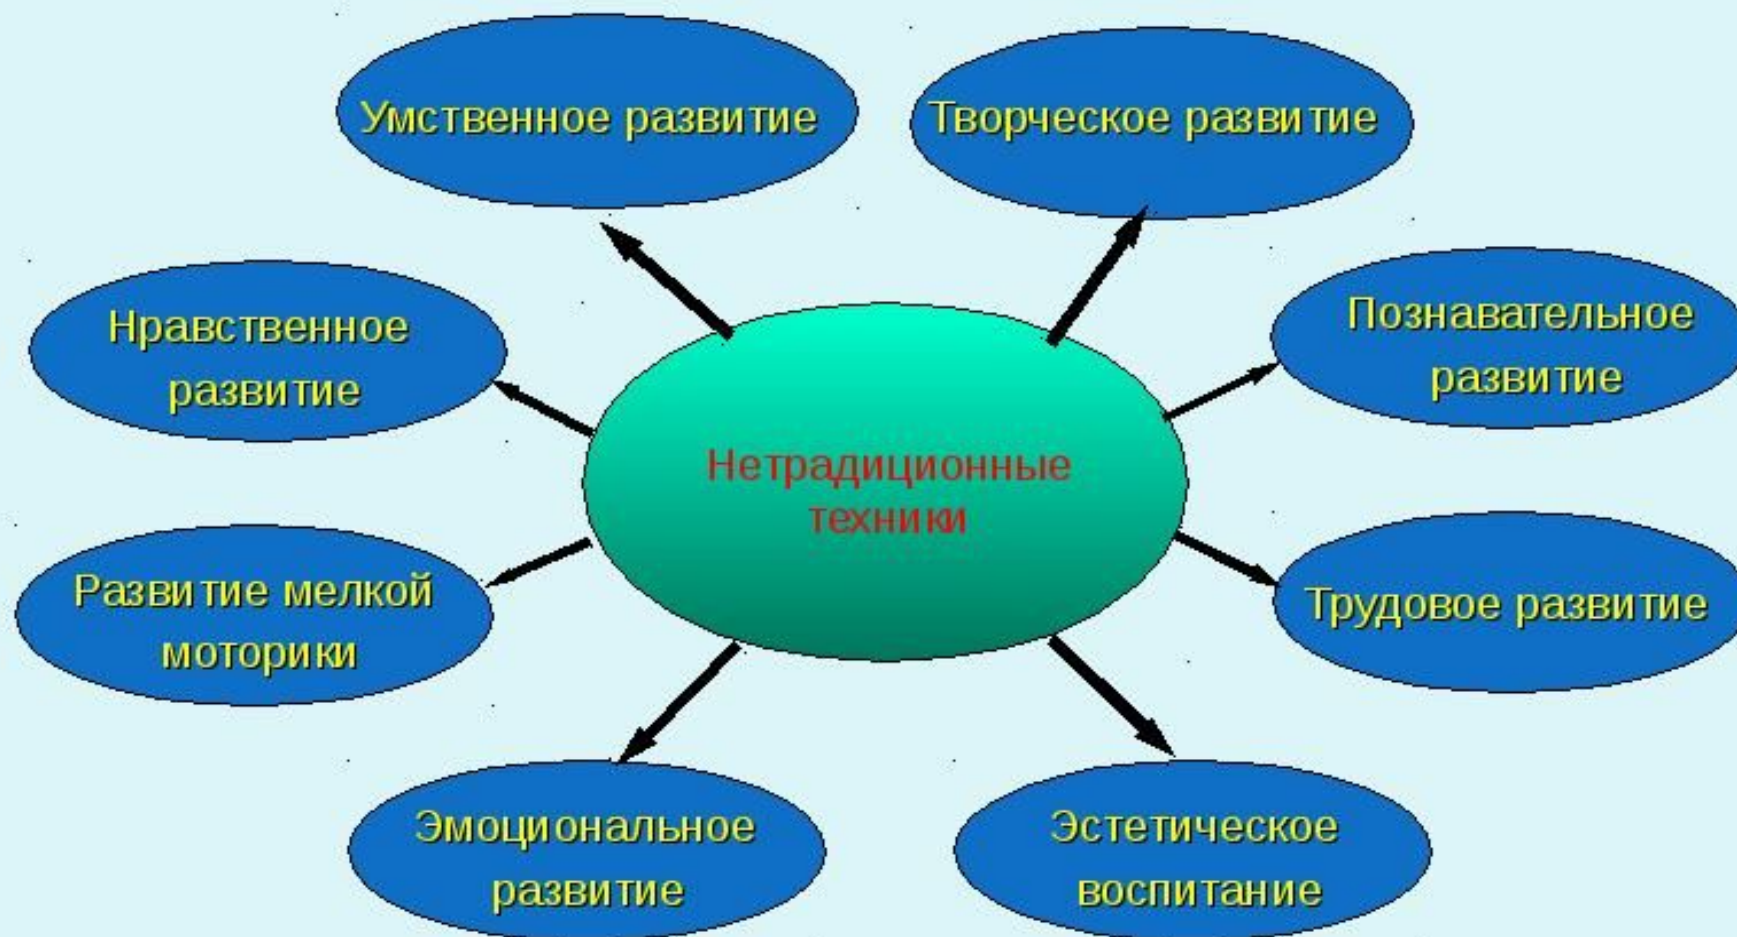 Умственное развитие
Творческое развитие
Нравственное
развитие
Познавательное
развитие
Нетрадиционные
техники
Развитие мелкой
моторики
Трудовое развитие
Эмоциональное
развитие
Эстетическое
воспитание